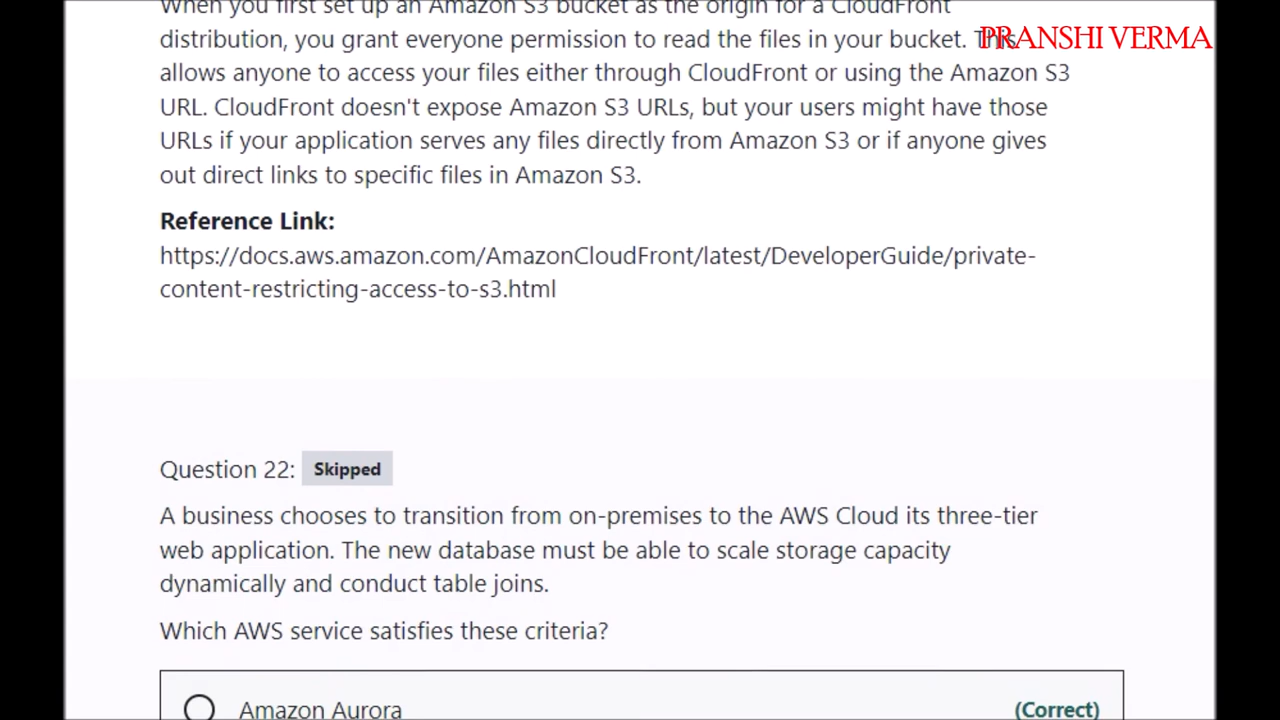 When you first set up an Amazon S3 bucket as the origin for a CloudFront
distribution, you grant everyone permission to read the files in your bucket. This
PRANSHI VERMA
allows anyone to access your files either through CloudFront or using the Amazon S3
URL. CloudFront doesn't expose Amazon S3 URLs, but your users might have those
URLs if your application serves any files directly from Amazon S3 or if anyone gives
out direct links to specific files in Amazon S3.
Reference Link:
https://docs.aws.amazon.com/AmazonCloudFront/latest/DeveloperGuide/private-
content-restricting-access-to-s3.html
Question 22: Skipped
A business chooses to transition from on-premises to the AWS Cloud its three-tier
web application. The new database must be able to scale storage capacity
dynamically and conduct table joins.
Which AWS service satisfies these criteria?
Amazon Aurora (Correct)